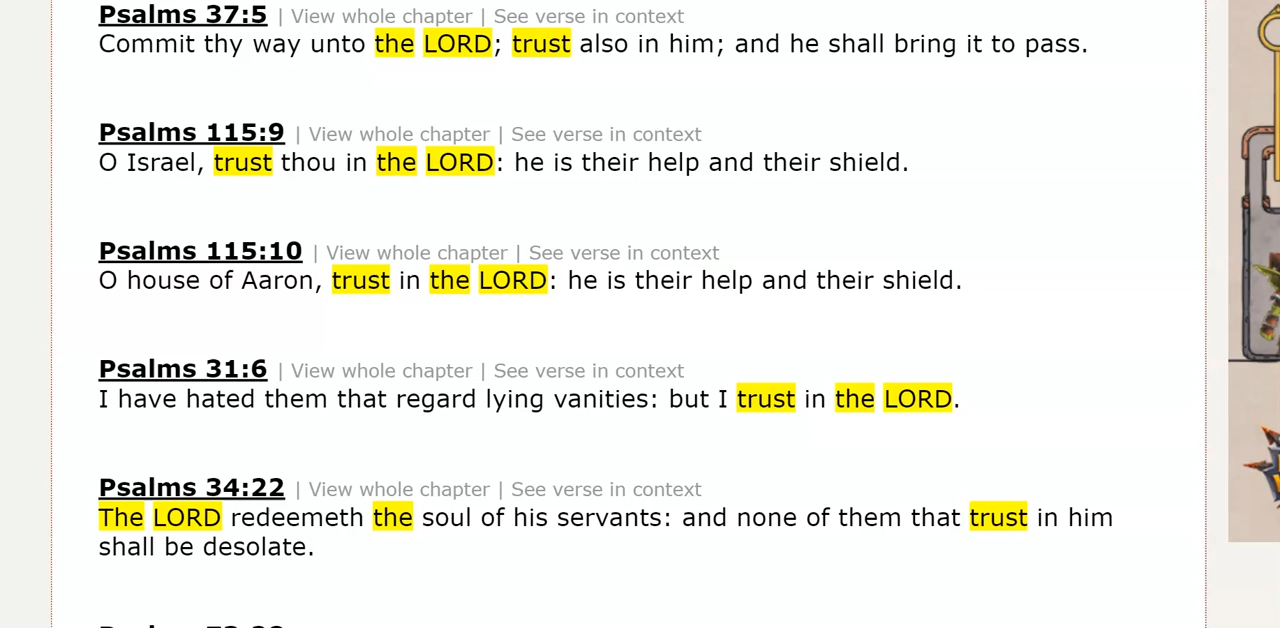 Psalms 37:5 | View whole chapter | See verse in context
Commit thy way unto the LORD; trust also in him; and he shall bring it to pass.
Psalms 115:9 | View whole chapter | See verse in context
O Israel, trust thou in the LORD: he is their help and their shield.
Psalms 115:10 | View whole chapter | See verse in context
O house of Aaron, trust in the LORD: he is their help and their shield.
Psalms 31:6 | View whole chapter | See verse in context
I have hated them that regard lying vanities: but I trust in the LORD.
Psalms 34:22 | View whole chapter | See verse in context
The LORD redeemeth the soul of his servants: and none of them that trust in him
shall be desolate.